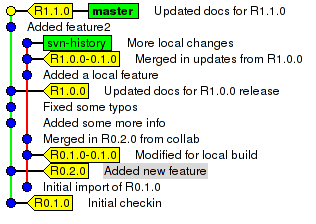 R1.1.0 master Updated docs for R1.1.0
Added feature2
svn-history More local changes
R1.0.0-0.1.0 Merged in updates from R1.0.0
Added a local feature
R1.0.0 Updated docs for R1.0.0 release
Fixed some typos
Added some more info
Merged in R0.2.0 from collab
R0.1.0-0.1.0 Modified for local build
R0.2.0 Added new feature
Initial import of R0.1.0
R0.1.0 Initial checkin